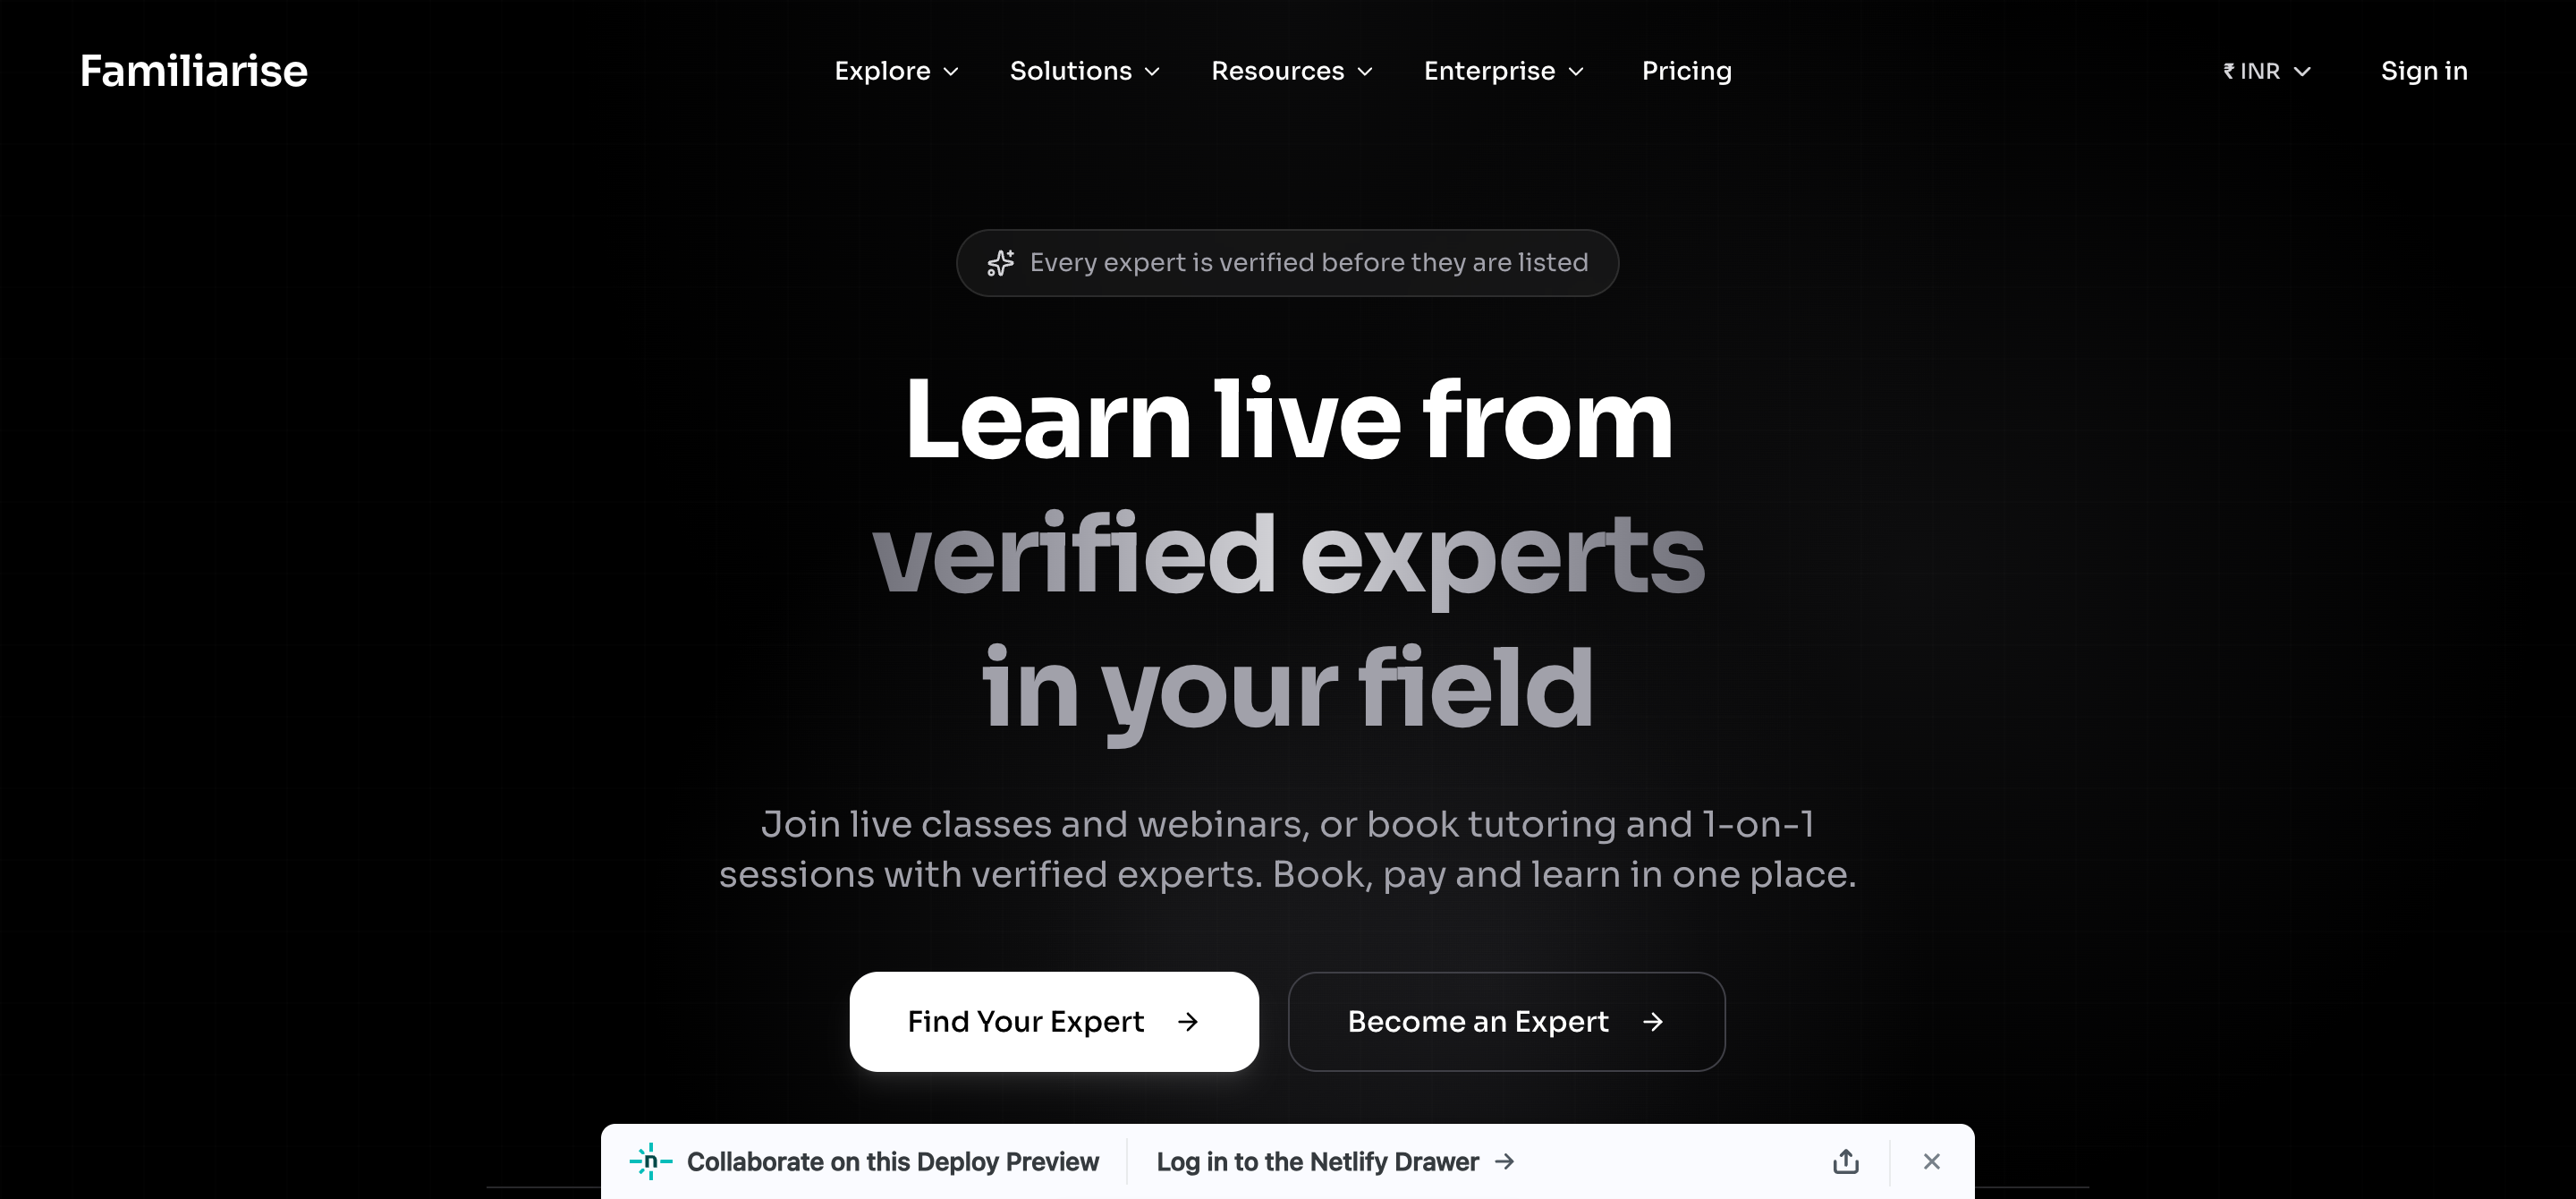 Familiarise
Explore
Solutions
Resources
Enterprise
Pricing
₹ INR
Sign in
Every expert is verified before they are listed
Learn live from
verified experts
in your field
Join live classes and webinars, or book tutoring and 1-on-1
sessions with verified experts. Book, pay and learn in one place.
Find Your Expert →
Become an Expert →
n Collaborate on this Deploy Preview
Log in to the Netlify Drawer →